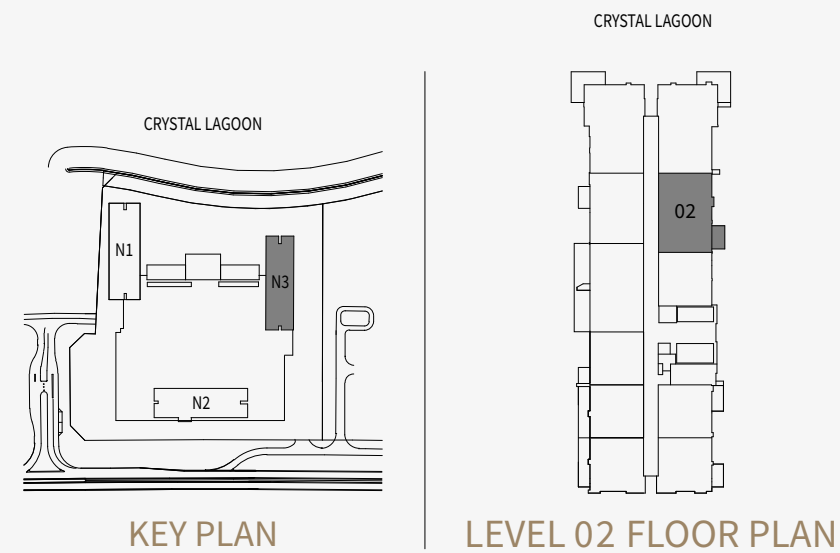 CRYSTAL LAGOON
N1
N3
N2
KEY PLAN
CRYSTAL LAGOON
02
LEVEL 02 FLOOR PLAN